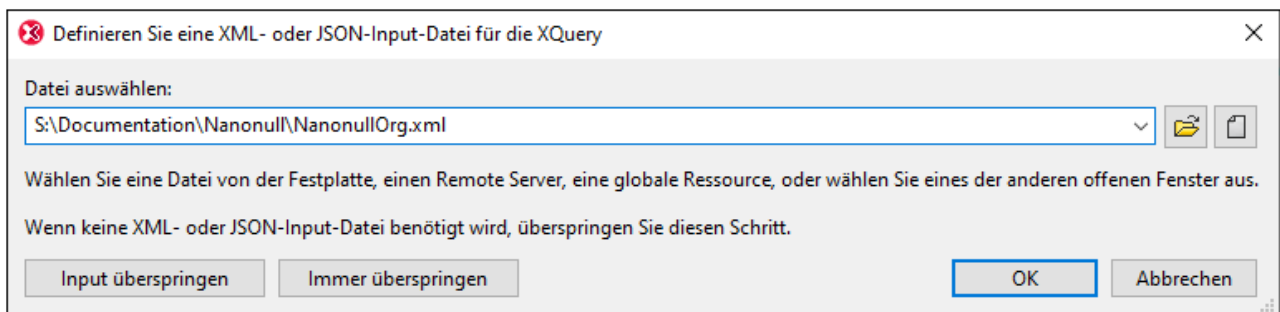 Definieren Sie eine XML- oder JSON-Input-Datei für die XQuery
Datei auswählen:
S:\Documentation\Nanonull\NanonullOrg.xml
Wählen Sie eine Datei von der Festplatte, einen Remote Server, eine globale Ressource, oder wählen Sie eines der anderen offenen Fenster aus.
Wenn keine XML- oder JSON-Input-Datei benötigt wird, überspringen Sie diesen Schritt.
Input überspringen Immer überspringen OK Abbrechen